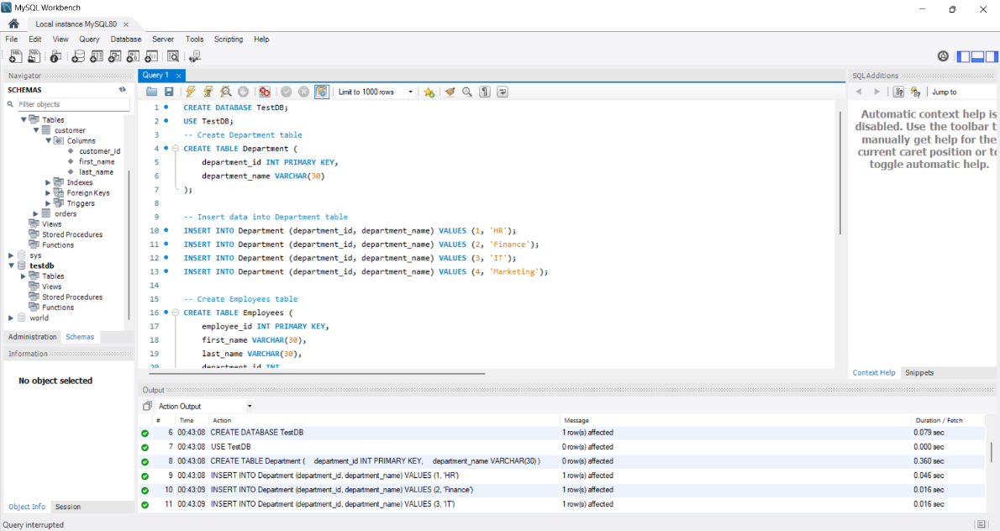 MySQL Workbench
Local instance MySQL80 ×
File Edit View Query Database Server Tools Scripting Help
Navigator
SCHEMAS
Filter objects
Tables
customer
Columns
customer_id
first_name
last_name
Indexes
Foreign Keys
Triggers
orders
Views
Stored Procedures
Functions
sys
testdb
Tables
Views
Stored Procedures
Functions
world
Administration Schemas
Information
No object selected
Object Info Session
Query interrupted
Query 1 ×
Limit to 1000 rows
1 CREATE DATABASE TestDB;
2 USE TestDB;
3 -- Create Department table
4 CREATE TABLE Department (
5 department_id INT PRIMARY KEY,
6 department_name VARCHAR(30)
7 );
8
9 -- Insert data into Department table
10 INSERT INTO Department (department_id, department_name) VALUES (1, 'HR');
11 INSERT INTO Department (department_id, department_name) VALUES (2, 'Finance');
12 INSERT INTO Department (department_id, department_name) VALUES (3, 'IT');
13 INSERT INTO Department (department_id, department_name) VALUES (4, 'Marketing');
14
15 -- Create Employees table
16 CREATE TABLE Employees (
17 employee_id INT PRIMARY KEY,
18 first_name VARCHAR(30),
19 last_name VARCHAR(30),
20 department_id INT
SQLAdditions
Jump to
Automatic context help is
disabled. Use the toolbar t
manually get help for the
current caret position or to
toggle automatic help.
Context Help Snippets
Output
Action Output
# Time Action Message Duration / Fetch
6 00:43:08 CREATE DATABASE TestDB 1 row(s) affected 0.079 sec
7 00:43:08 USE TestDB 0 row(s) affected 0.000 sec
8 00:43:08 CREATE TABLE Department ( department_id INT PRIMARY KEY, department_name VARCHAR(30) ) 0 row(s) affected 0.360 sec
9 00:43:08 INSERT INTO Department (department_id, department_name) VALUES (1, 'HR') 1 row(s) affected 0.046 sec
10 00:43:09 INSERT INTO Department (department_id, department_name) VALUES (2, 'Finance') 1 row(s) affected 0.016 sec
11 00:43:09 INSERT INTO Department (department_id, department_name) VALUES (3, 'IT') 1 row(s) affected 0.016 sec